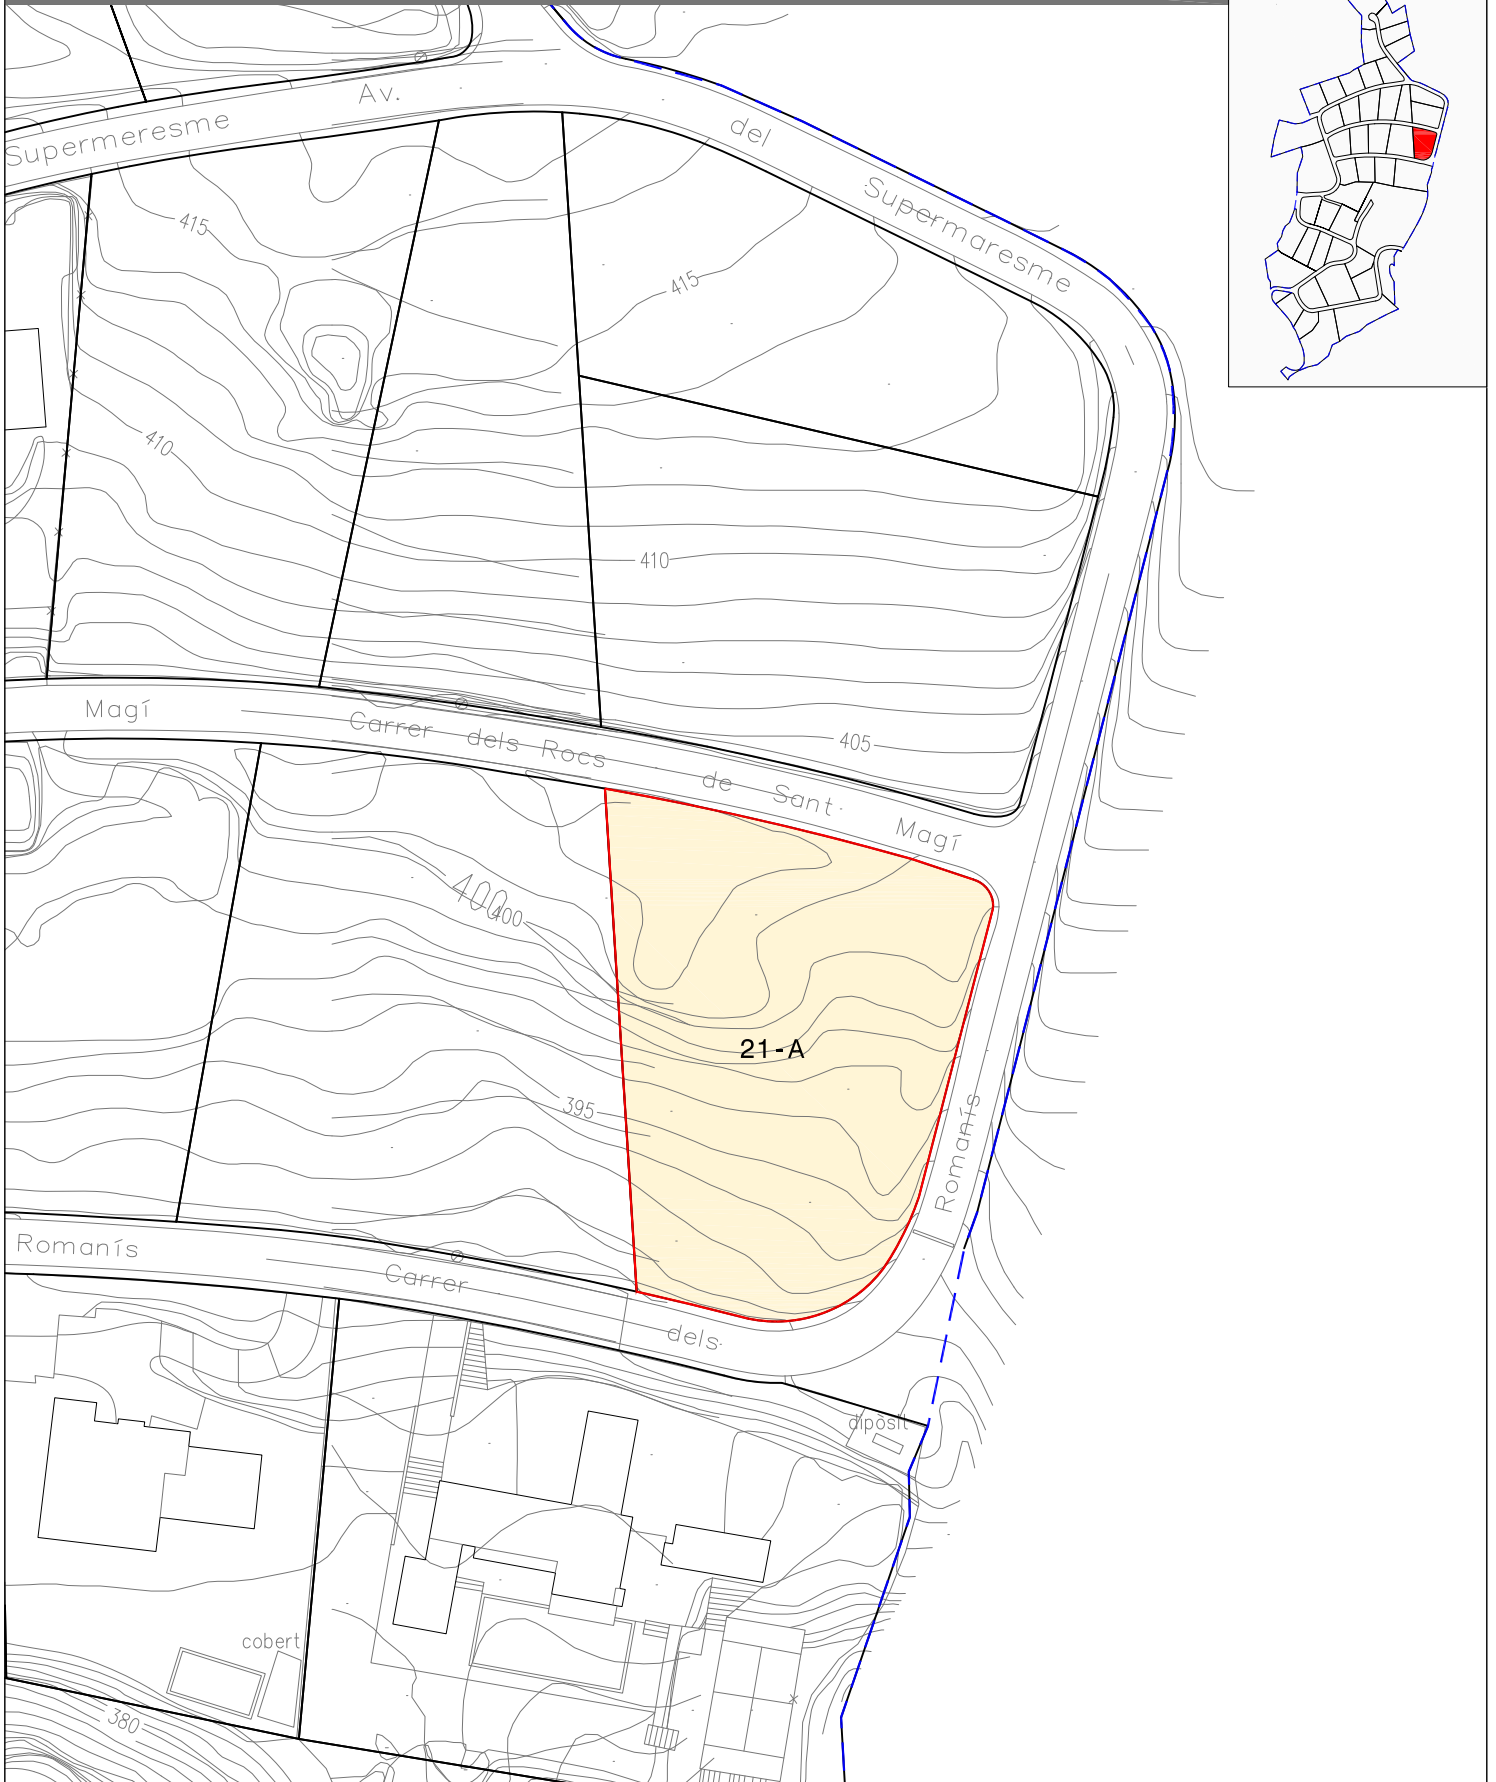 Av. del Supermaresme
Supermeresme
415
415
410
410
Magí
Carrer dels Rocs de Sant Magí
405
400
400
21-A
395
Romanís
Romanís
Carrer dels
dipòsit
cobert
380